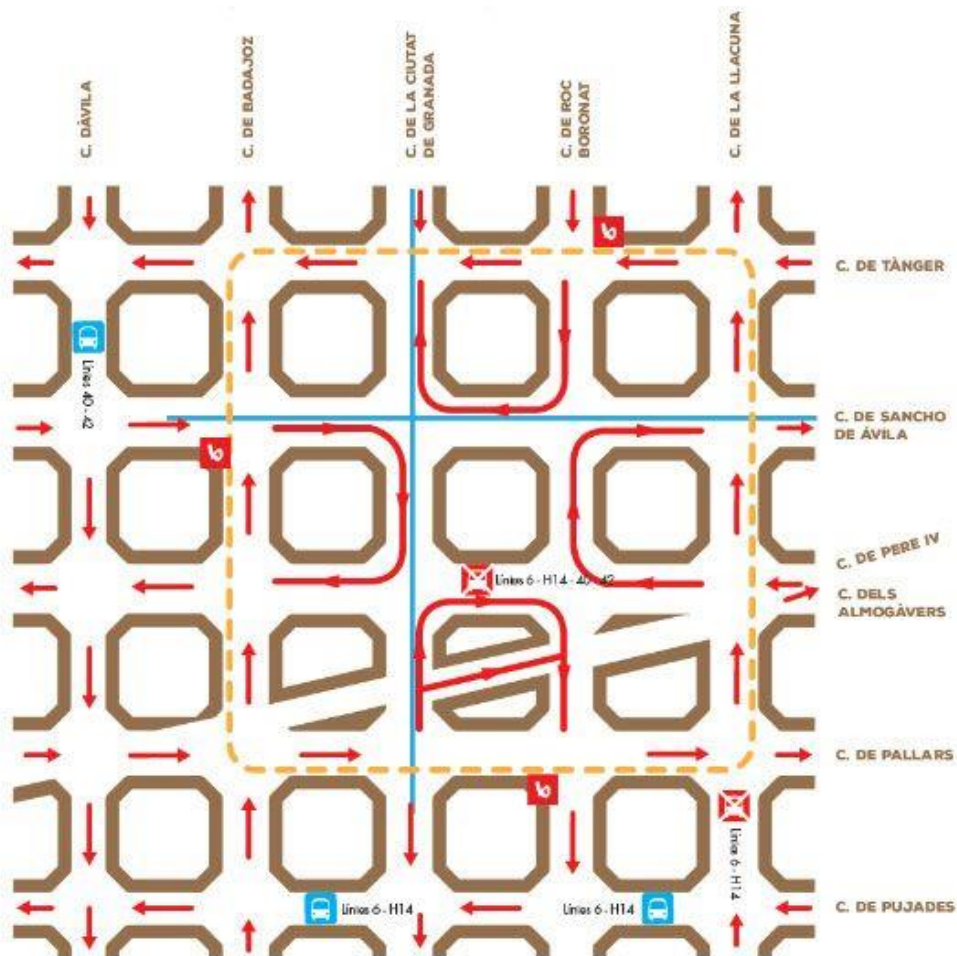 C. DÀVILA
C. DE BADAJOZ
C. DE LA CIUTAT
DE GRANADA
C. DE ROC
BORONAT
C. DE LA LLACUNA
C. DE TÀNGER
Línies 40 - 42
C. DE SANCHO
DE ÁVILA
C. DE PERE IV
Línies 6 - H14 - 40 - 42
C. DELS
ALMOGÀVERS
C. DE PALLARS
Línies 6 - H14
Línies 6 - H14
Línies 6 - H14
C. DE PUJADES